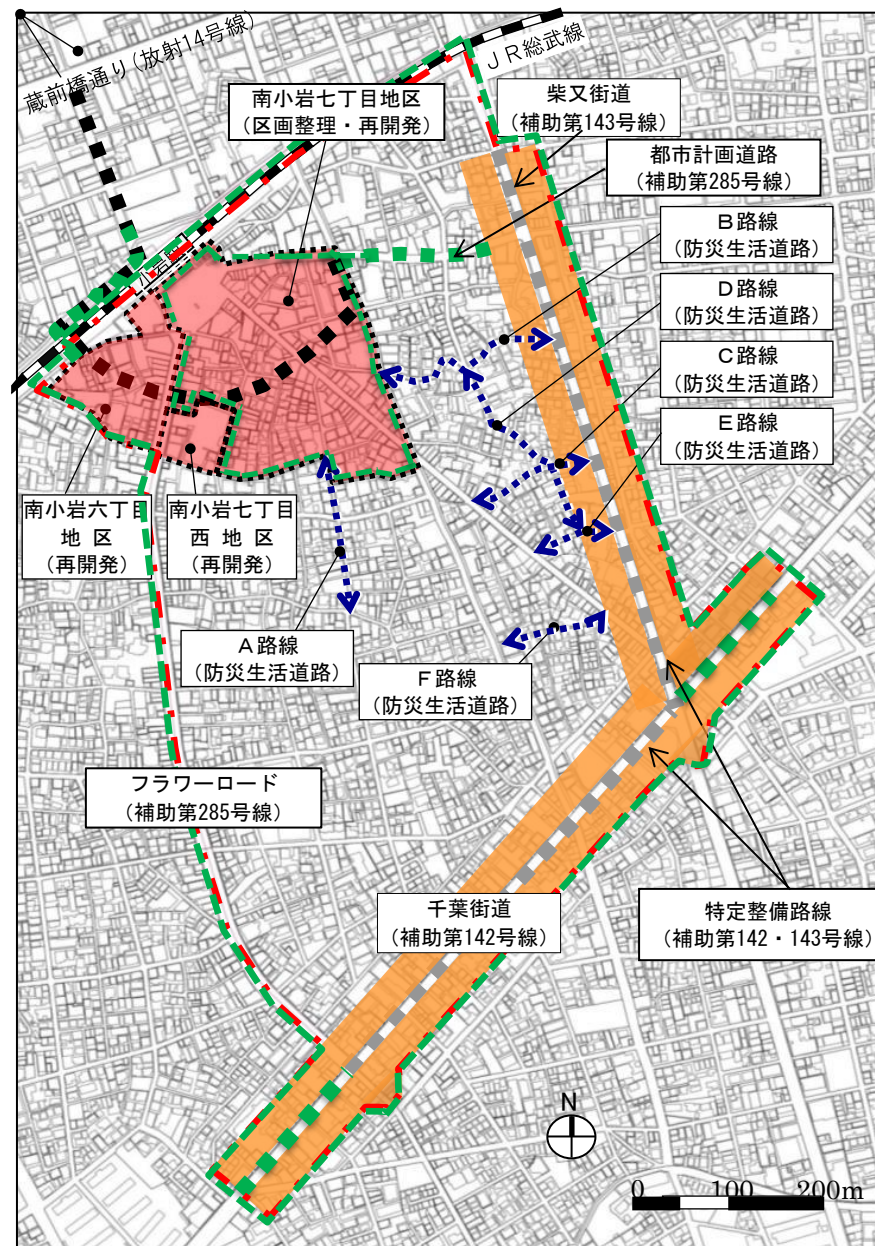 蔵前橋通り(放射14号線)
ＪＲ総武線
南小岩七丁目地区
(区画整理・再開発)
柴又街道
(補助第143号線)
都市計画道路
(補助第285号線)
Ｂ路線
(防災生活道路)
Ｄ路線
(防災生活道路)
Ｃ路線
(防災生活道路)
Ｅ路線
(防災生活道路)
南小岩六丁目
地 区
(再開発)
南小岩七丁目
西 地 区
(再開発)
Ａ路線
(防災生活道路)
Ｆ路線
(防災生活道路)
フラワーロード
(補助第285号線)
千葉街道
(補助第142号線)
特定整備路線
(補助第142・143号線)
N
0 100 200m